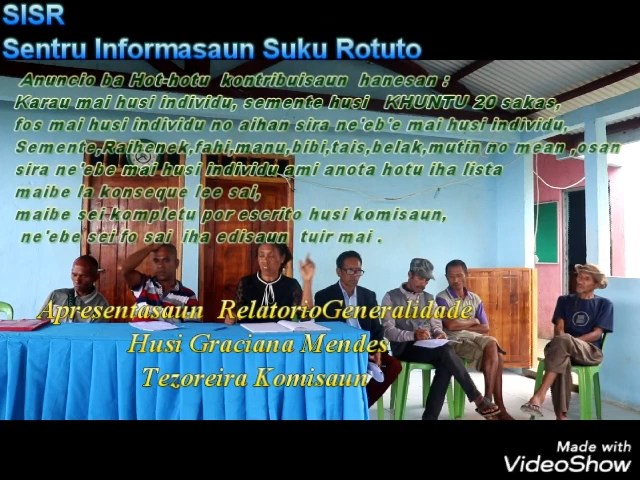 SISR
Sentru Informasaun Suku Rotuto
Anuncio ba Hot-hotu kontribuisaun hanesan :
Karau mai husi individu, semente husi KHUNTU 20 sakas,
fos mai husi individu no aihan sira ne'eb'e mai husi individu,
Semente,Raihenek,fahi,manu,bibi,tais,belak,mutin no mean ,osan
sira ne'ebe mai husi individu ami anota hotu iha lista
maibe la konseque lee sai,
maibe sei kompletu por escrito husi komisaun,
ne'ebe sei fo sai iha edisaun tuir mai .
Apresentasaun RelatorioGeneralidade
Husi Graciana Mendes
Tezoreira Komisaun
Made with
VideoShow